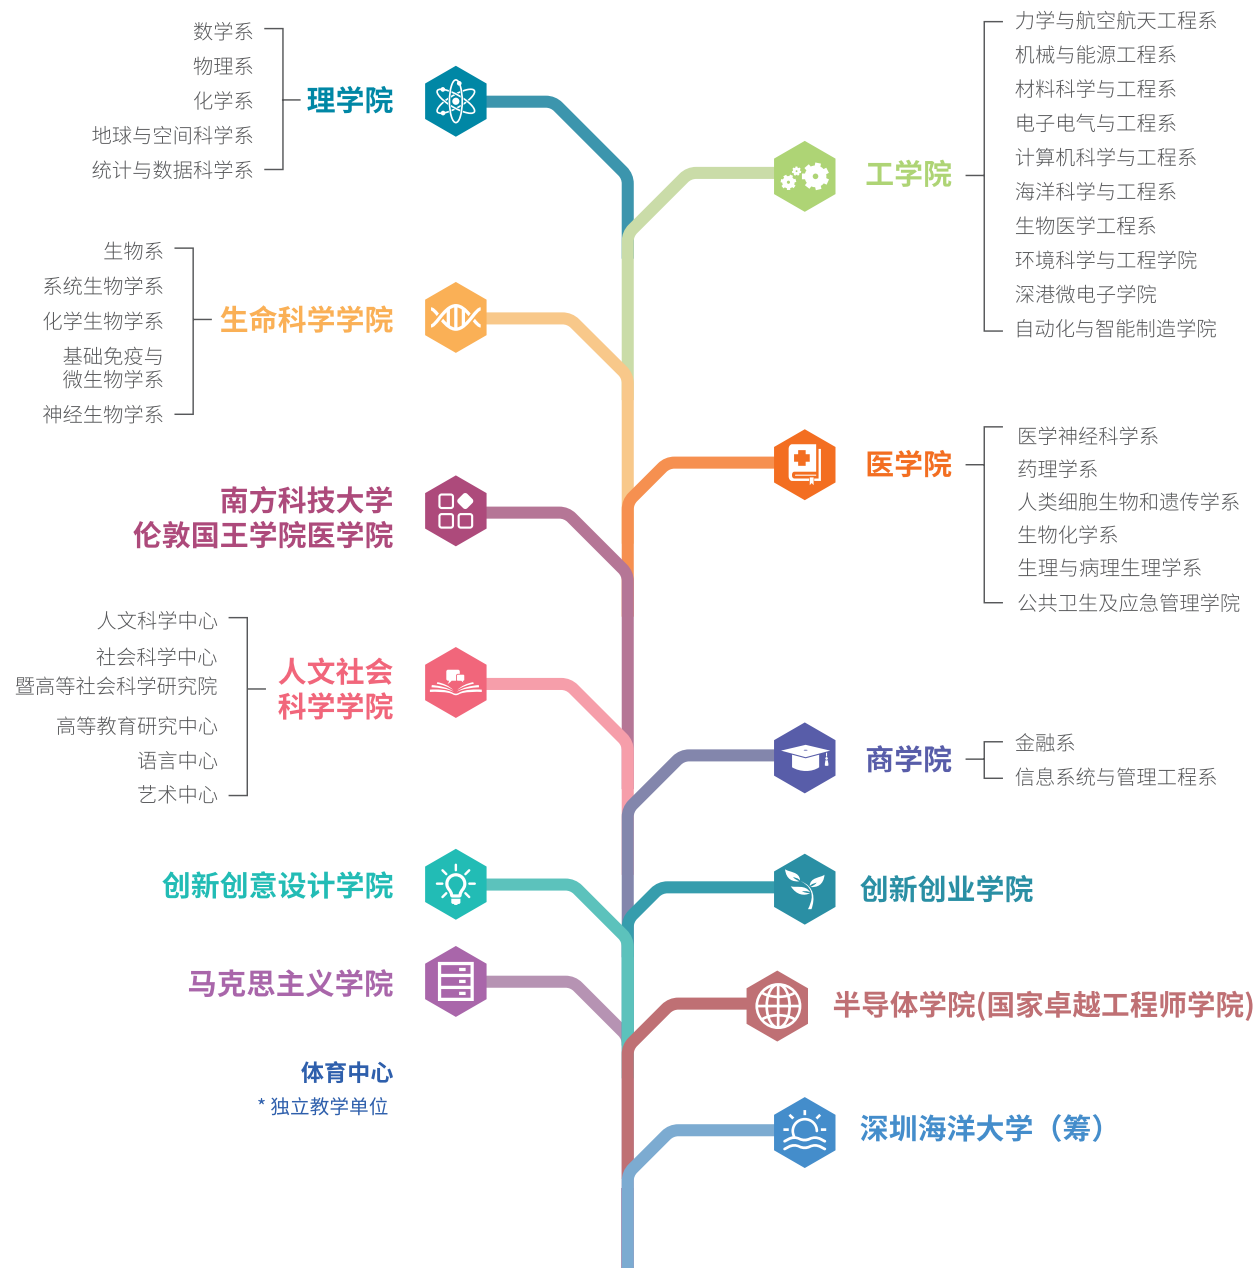 数学系
物理系
化学系
地球与空间科学系
统计与数据科学系
理学院
力学与航空航天工程系
机械与能源工程系
材料科学与工程系
电子电气与工程系
计算机科学与工程系
海洋科学与工程系
生物医学工程系
环境科学与工程学院
深港微电子学院
自动化与智能制造学院
工学院
生物系
系统生物学系
化学生物学系
基础免疫与
微生物学系
神经生物学系
生命科学学院
医学院
医学神经科学系
药理学系
人类细胞生物和遗传学系
生物化学系
生理与病理生理学系
公共卫生及应急管理学院
南方科技大学
伦敦国王学院医学院
人文科学中心
社会科学中心
暨高等社会科学研究院
高等教育研究中心
语言中心
艺术中心
人文社会
科学学院
商学院
金融系
信息系统与管理工程系
创新创意设计学院
创新创业学院
马克思主义学院
半导体学院(国家卓越工程师学院)
体育中心
* 独立教学单位
深圳海洋大学（筹）